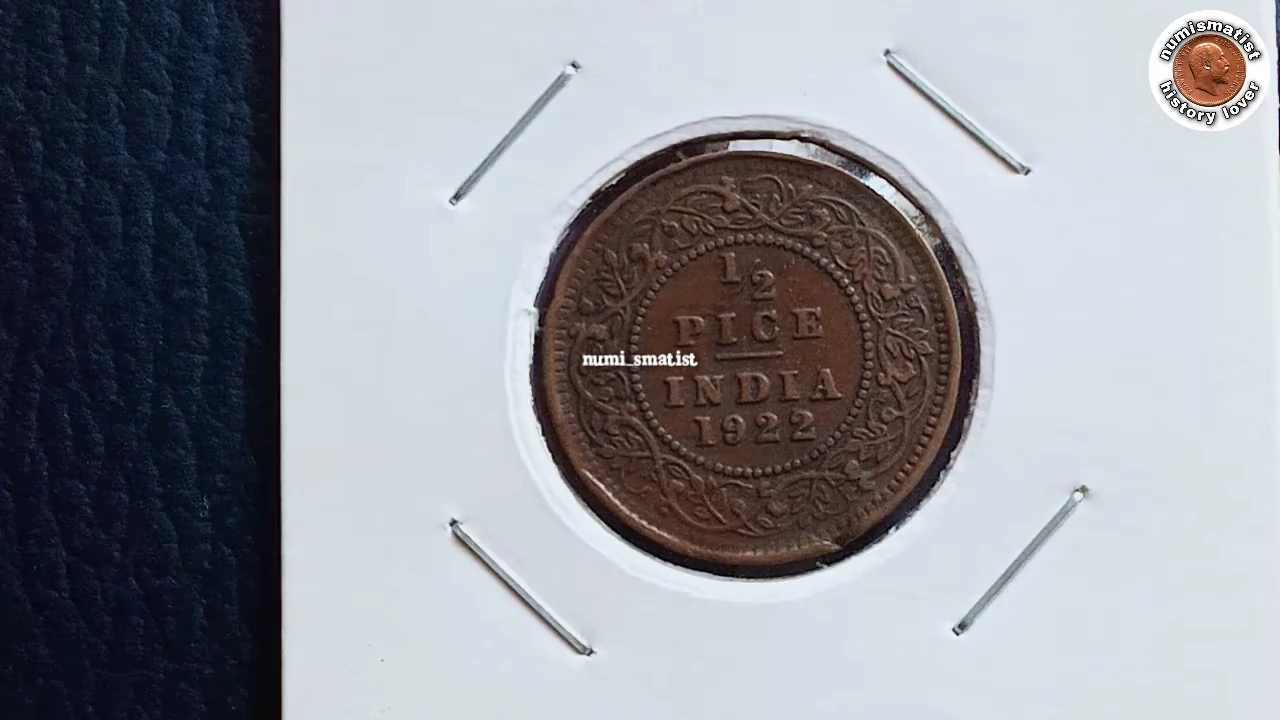 numismatist
history lover
1/2
PICE
numi_smatist
INDIA
1922